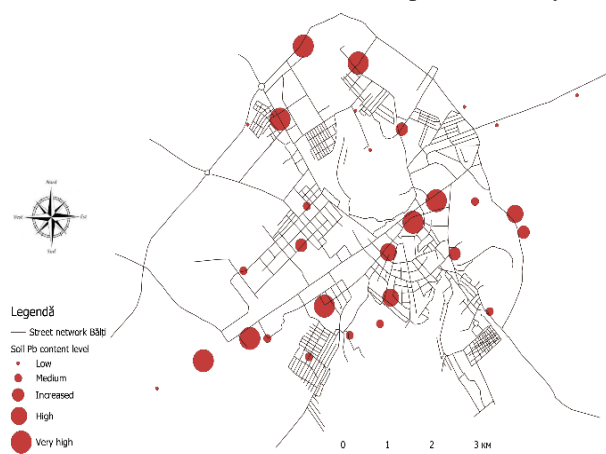 Nord
Vest
Est
Sud
Legendă
Street network Bălți
Soil Pb content level
Low
Medium
Increased
High
Very high
0 1 2 3 км